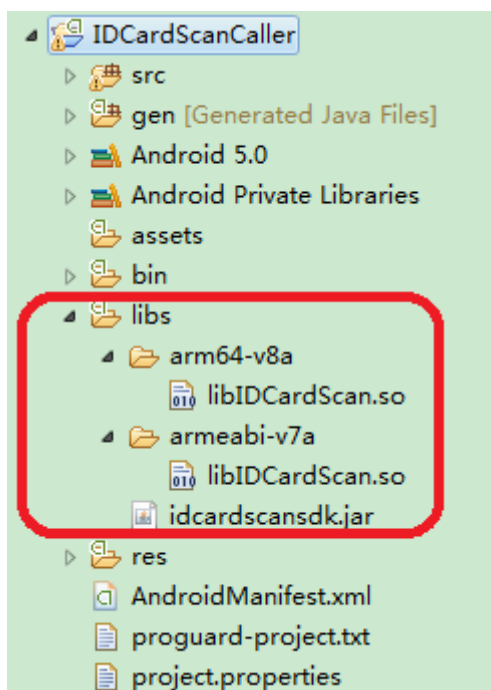 IDCardScanCaller
src
gen [Generated Java Files]
Android 5.0
Android Private Libraries
assets
bin
libs
arm64-v8a
libIDCardScan.so
armeabi-v7a
libIDCardScan.so
idcardscansdk.jar
res
AndroidManifest.xml
proguard-project.txt
project.properties